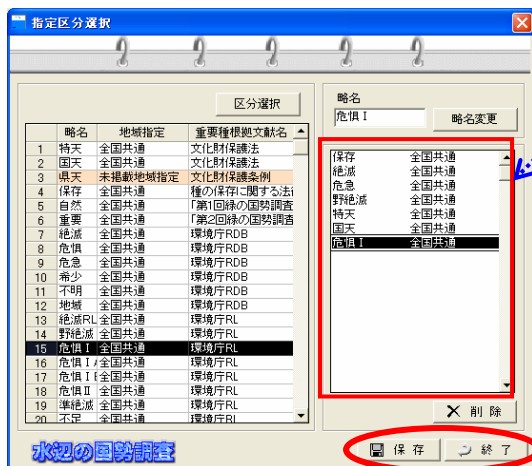 指定区分選択
区分選択
略名
危惧Ⅰ
略名変更
略名 地域指定 重要種根拠文献名
1 特天 全国共通 文化財保護法
2 国天 全国共通 文化財保護法
3 県天 未掲載地域指定 文化財保護条例
4 保存 全国共通 種の保存に関する法
5 自然 全国共通 「第1回緑の国勢調査
6 重要 全国共通 「第2回緑の国勢調査
7 絶滅 全国共通 環境庁RDB
8 危惧 全国共通 環境庁RDB
9 危急 全国共通 環境庁RDB
10 希少 全国共通 環境庁RDB
11 不明 全国共通 環境庁RDB
12 地域 全国共通 環境庁RDB
13 絶滅RL 全国共通 環境庁RL
14 野絶滅 全国共通 環境庁RL
15 危惧Ⅰ 全国共通 環境庁RL
16 危惧Ⅰ 全国共通 環境庁RL
17 危惧Ⅰ 全国共通 環境庁RL
18 危惧Ⅱ 全国共通 環境庁RL
19 準絶滅 全国共通 環境庁RL
20 不足 全国共通 環境庁RL
保存 全国共通
絶滅 全国共通
危急 全国共通
野絶滅 全国共通
特天 全国共通
国天 全国共通
危惧Ⅰ 全国共通
削除
水辺の国勢調査
保存
終了